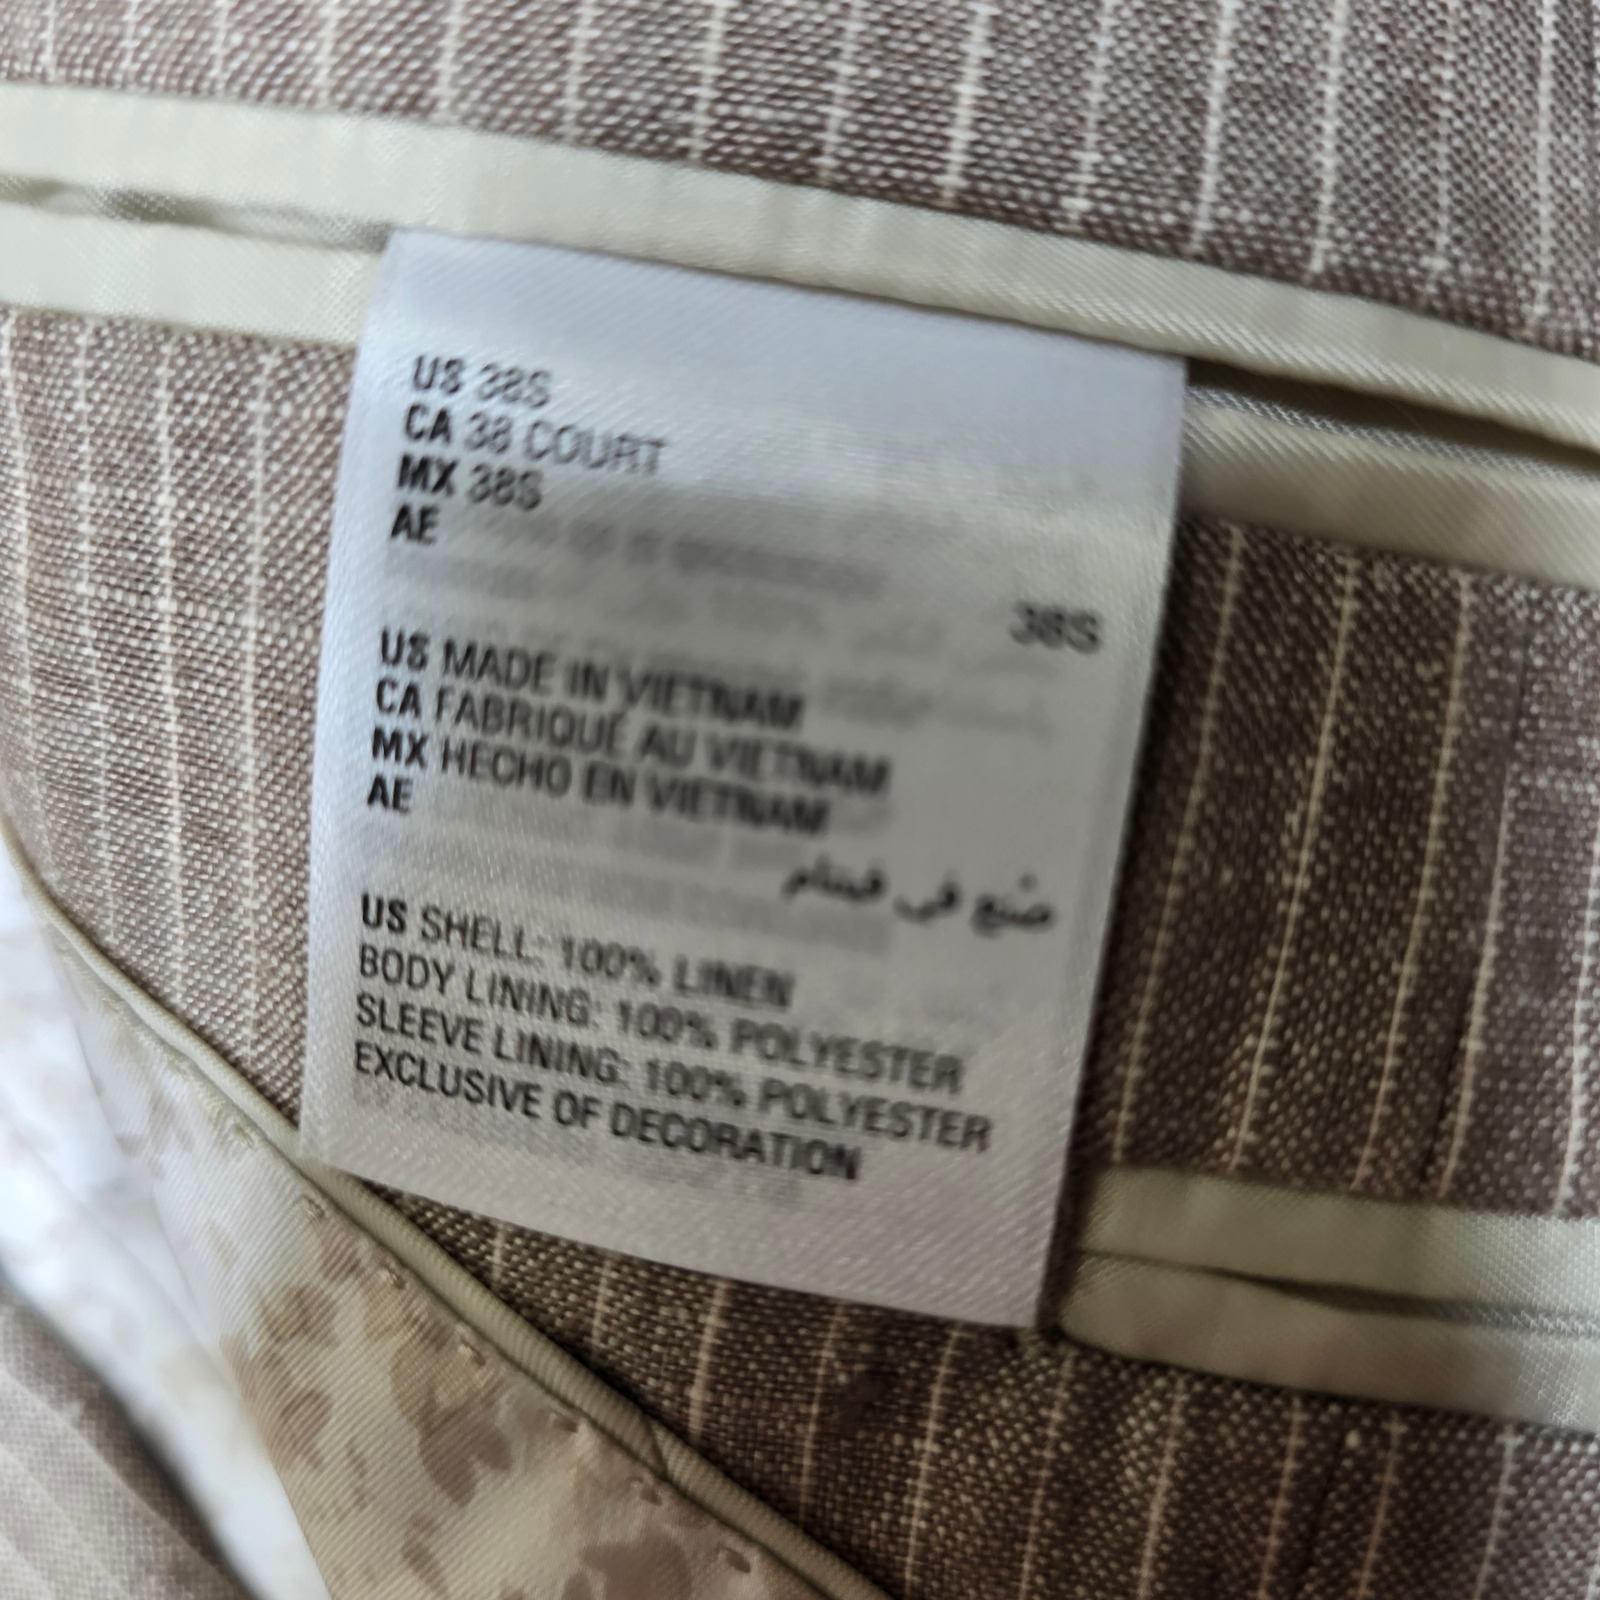 US 38S
CA 38 COURT
MX 38S
AE
38S
US MADE IN VIETNAM
CA FABRIQUÉ AU VIETNAM
MX HECHO EN VIETNAM
AE
صُنع في فيتنام
US SHELL: 100% LINEN
BODY LINING: 100% POLYESTER
SLEEVE LINING: 100% POLYESTER
EXCLUSIVE OF DECORATION